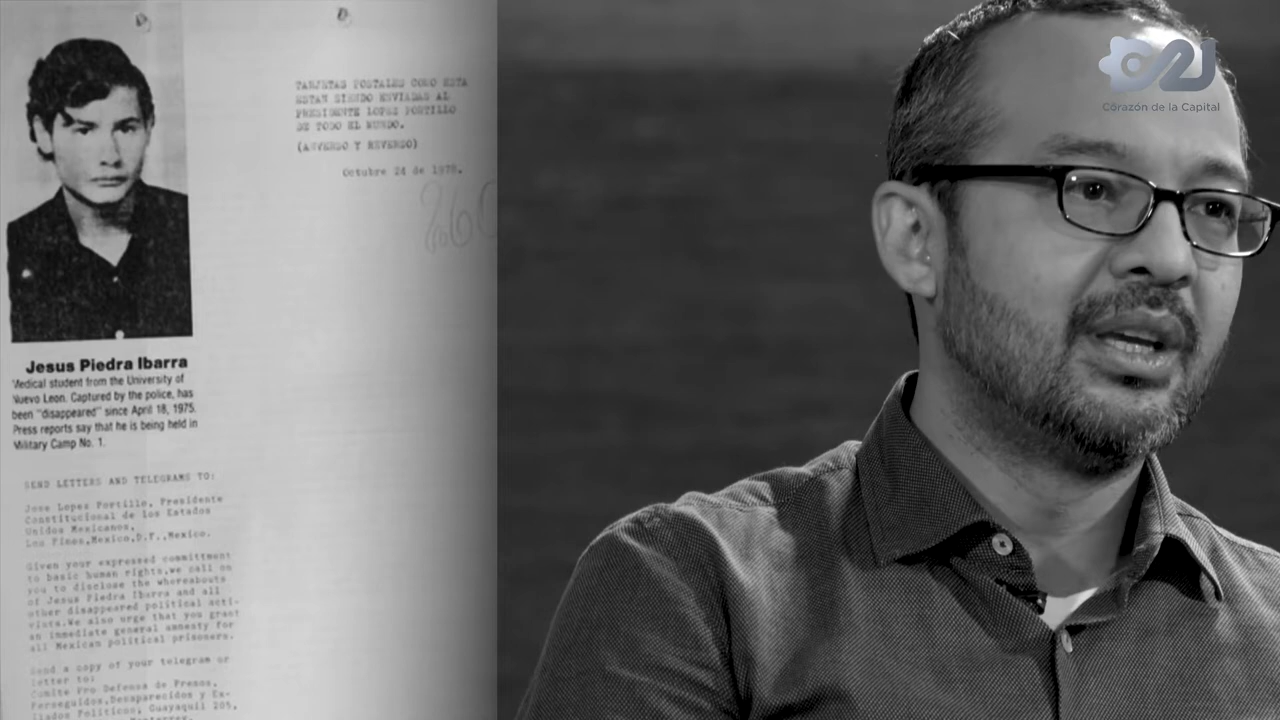 TARJETAS POSTALES COMO ESTA
ESTAN SIENDO ENVIADAS AL
PRESIDENTE LOPEZ PORTILLO
DE TODO EL MUNDO.
(ANVERSO Y REVERSO)
Octubre 24 de 1978.
260
Jesus Piedra Ibarra
Medical student from the University of
Nuevo Leon. Captured by the police, has
been "disappeared" since April 18, 1975.
Press reports say that he is being held in
Military Camp No. 1.
SEND LETTERS AND TELEGRAMS TO:
Jose Lopez Portillo, Presidente
Constitucional de los Estados
Unidos Mexicanos,
Los Pinos,Mexico,D.F.,Mexico.
Given your expressed committment
to basic human rights,we call on
you to disclose the whereabouts
of Jesus Piedra Ibarra and all
other disappeared political acti-
vists.We also urge that you grant
an immediate general amnesty for
all Mexican political prisoners.
Send a copy of your telegram or
letter to:
Comite Pro Defensa de Presos,
Perseguidos,Desaparecidos y Ex-
iliados Politicos, Guayaquil 205,
Monterrey,
C21
Corazón de la Capital